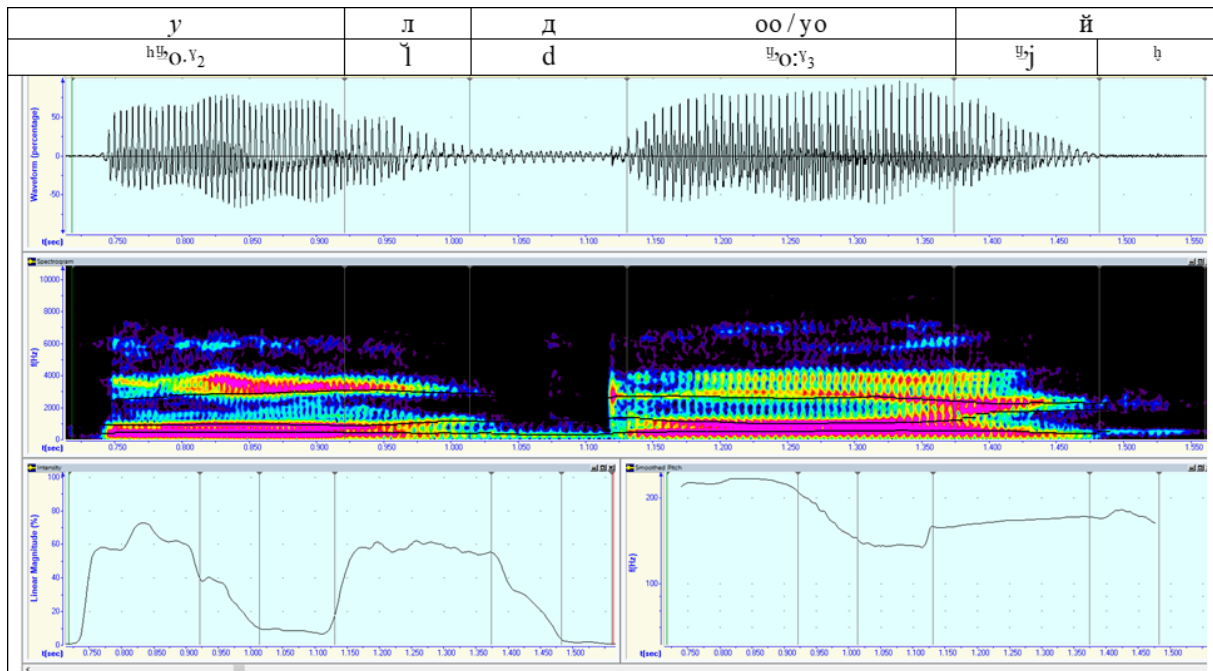 у л д оо / уо й
ʰᶣ̵ʼо·ᵞ₂ ῐ d ᶣ̵ʼо:ᵞ₃ ᶣ̵ʼj ḥ
Waveform (percentage)
50
0
-50
t(sec) 0.750 0.800 0.850 0.900 0.950 1.000 1.050 1.100 1.150 1.200 1.250 1.300 1.350 1.400 1.450 1.500 1.550
Spectrogram
f(Hz)
10000
8000
6000
4000
2000
0
t(sec) 0.750 0.800 0.850 0.900 0.950 1.000 1.050 1.100 1.150 1.200 1.250 1.300 1.350 1.400 1.450 1.500 1.550
Intensity
Linear Magnitude (%)
100
80
60
40
20
0
t(sec) 0.750 0.800 0.850 0.900 0.950 1.000 1.050 1.100 1.150 1.200 1.250 1.300 1.350 1.400 1.450 1.500
Smoothed Pitch
f(Hz)
200
100
t(sec) 0.750 0.800 0.850 0.900 0.950 1.000 1.050 1.100 1.150 1.200 1.250 1.300 1.350 1.400 1.450 1.500